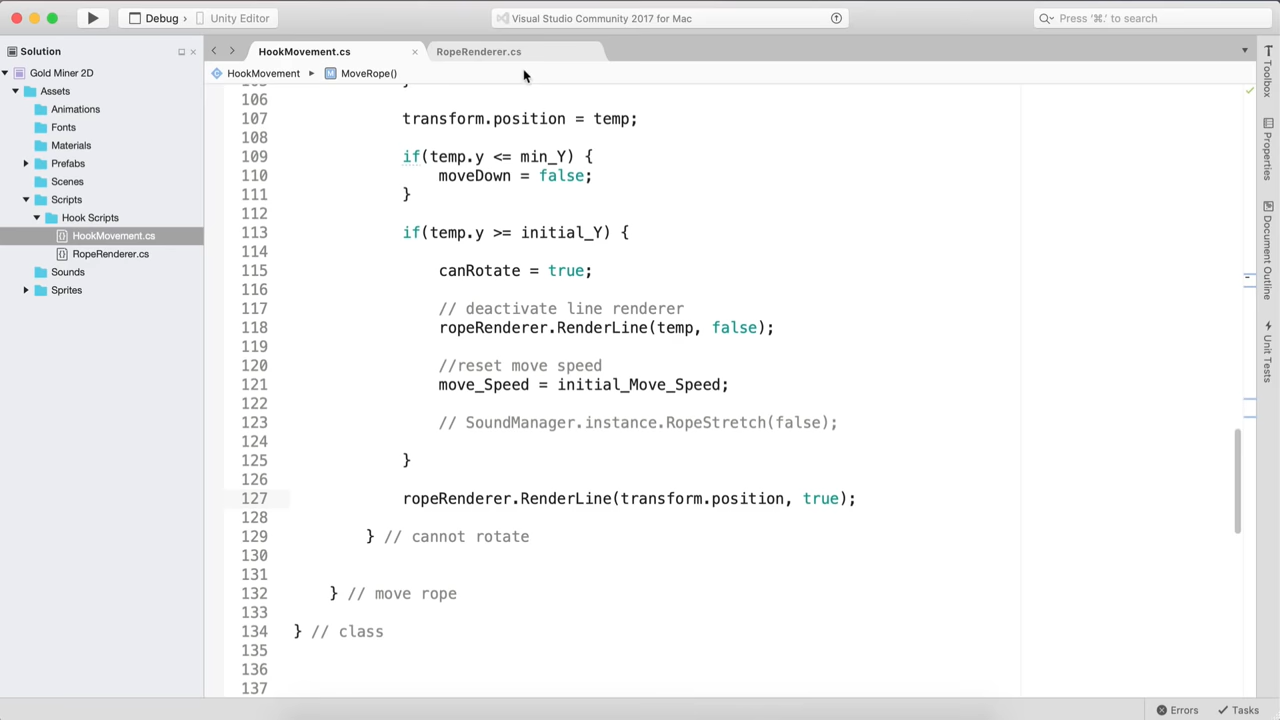 Debug
Unity Editor
Visual Studio Community 2017 for Mac
Press '⌘.' to search
Solution
HookMovement.cs
RopeRenderer.cs
Gold Miner 2D
Assets
Animations
Fonts
Materials
Prefabs
Scenes
Scripts
Hook Scripts
HookMovement.cs
RopeRenderer.cs
Sounds
Sprites
HookMovement
MoveRope()
106
107 transform.position = temp;
108
109 if(temp.y <= min_Y) {
110 moveDown = false;
111 }
112
113 if(temp.y >= initial_Y) {
114
115 canRotate = true;
116
117 // deactivate line renderer
118 ropeRenderer.RenderLine(temp, false);
119
120 //reset move speed
121 move_Speed = initial_Move_Speed;
122
123 // SoundManager.instance.RopeStretch(false);
124
125 }
126
127 ropeRenderer.RenderLine(transform.position, true);
128
129 } // cannot rotate
130
131
132 } // move rope
133
134 } // class
135
136
137
Toolbox
Properties
Document Outline
Unit Tests
Errors
Tasks